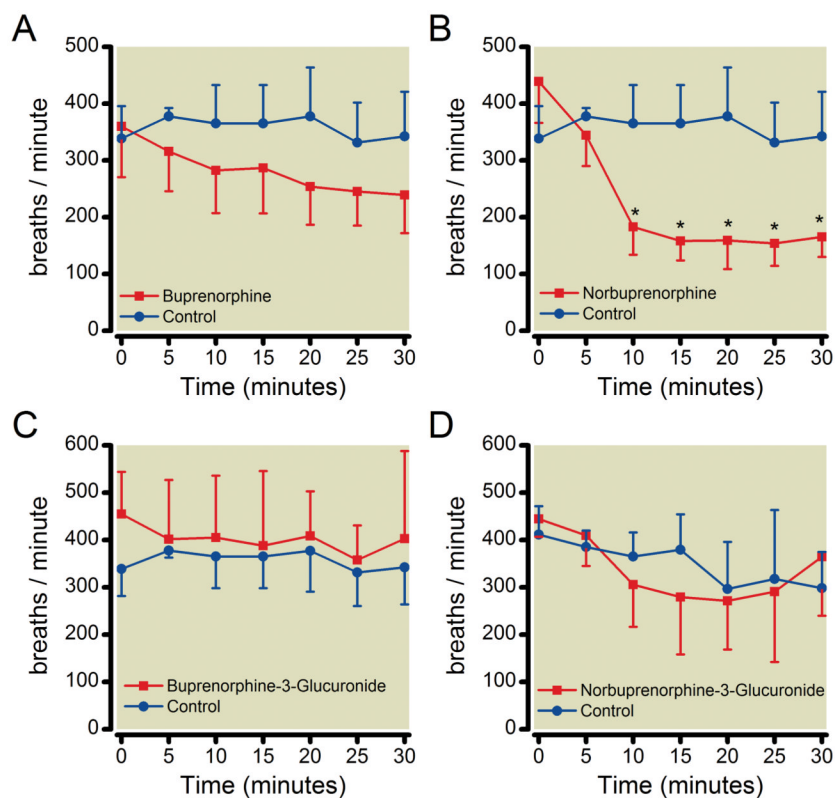 A
500
400
300
200
100
0
breaths / minute
Buprenorphine
Control
0 5 10 15 20 25 30
Time (minutes)
B
500
400
300
200
100
0
breaths / minute
* * * * *
Norbuprenorphine
Control
0 5 10 15 20 25 30
Time (minutes)
C
600
500
400
300
200
100
0
breaths / minute
Buprenorphine-3-Glucuronide
Control
0 5 10 15 20 25 30
Time (minutes)
D
600
500
400
300
200
100
0
breaths / minute
Norbuprenorphine-3-Glucuronide
Control
0 5 10 15 20 25 30
Time (minutes)